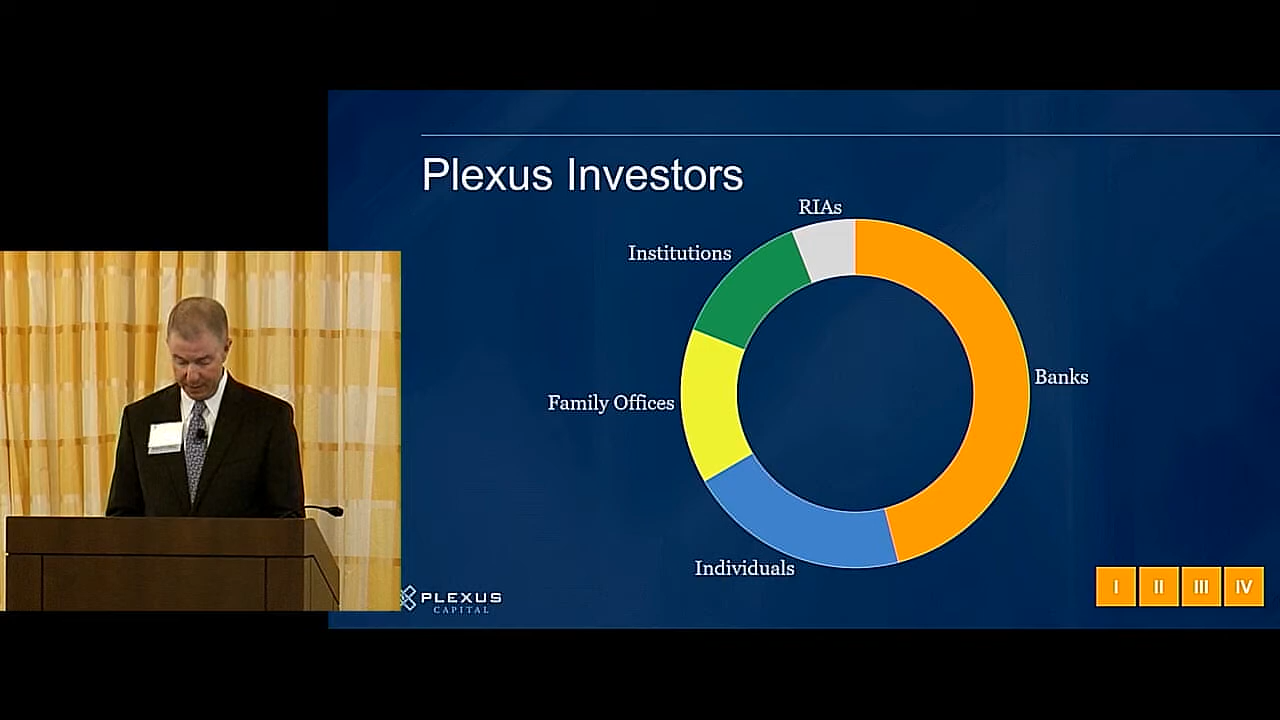 Plexus Investors
RIAs
Institutions
Banks
Family Offices
Individuals
I II III IV
PLEXUS
CAPITAL